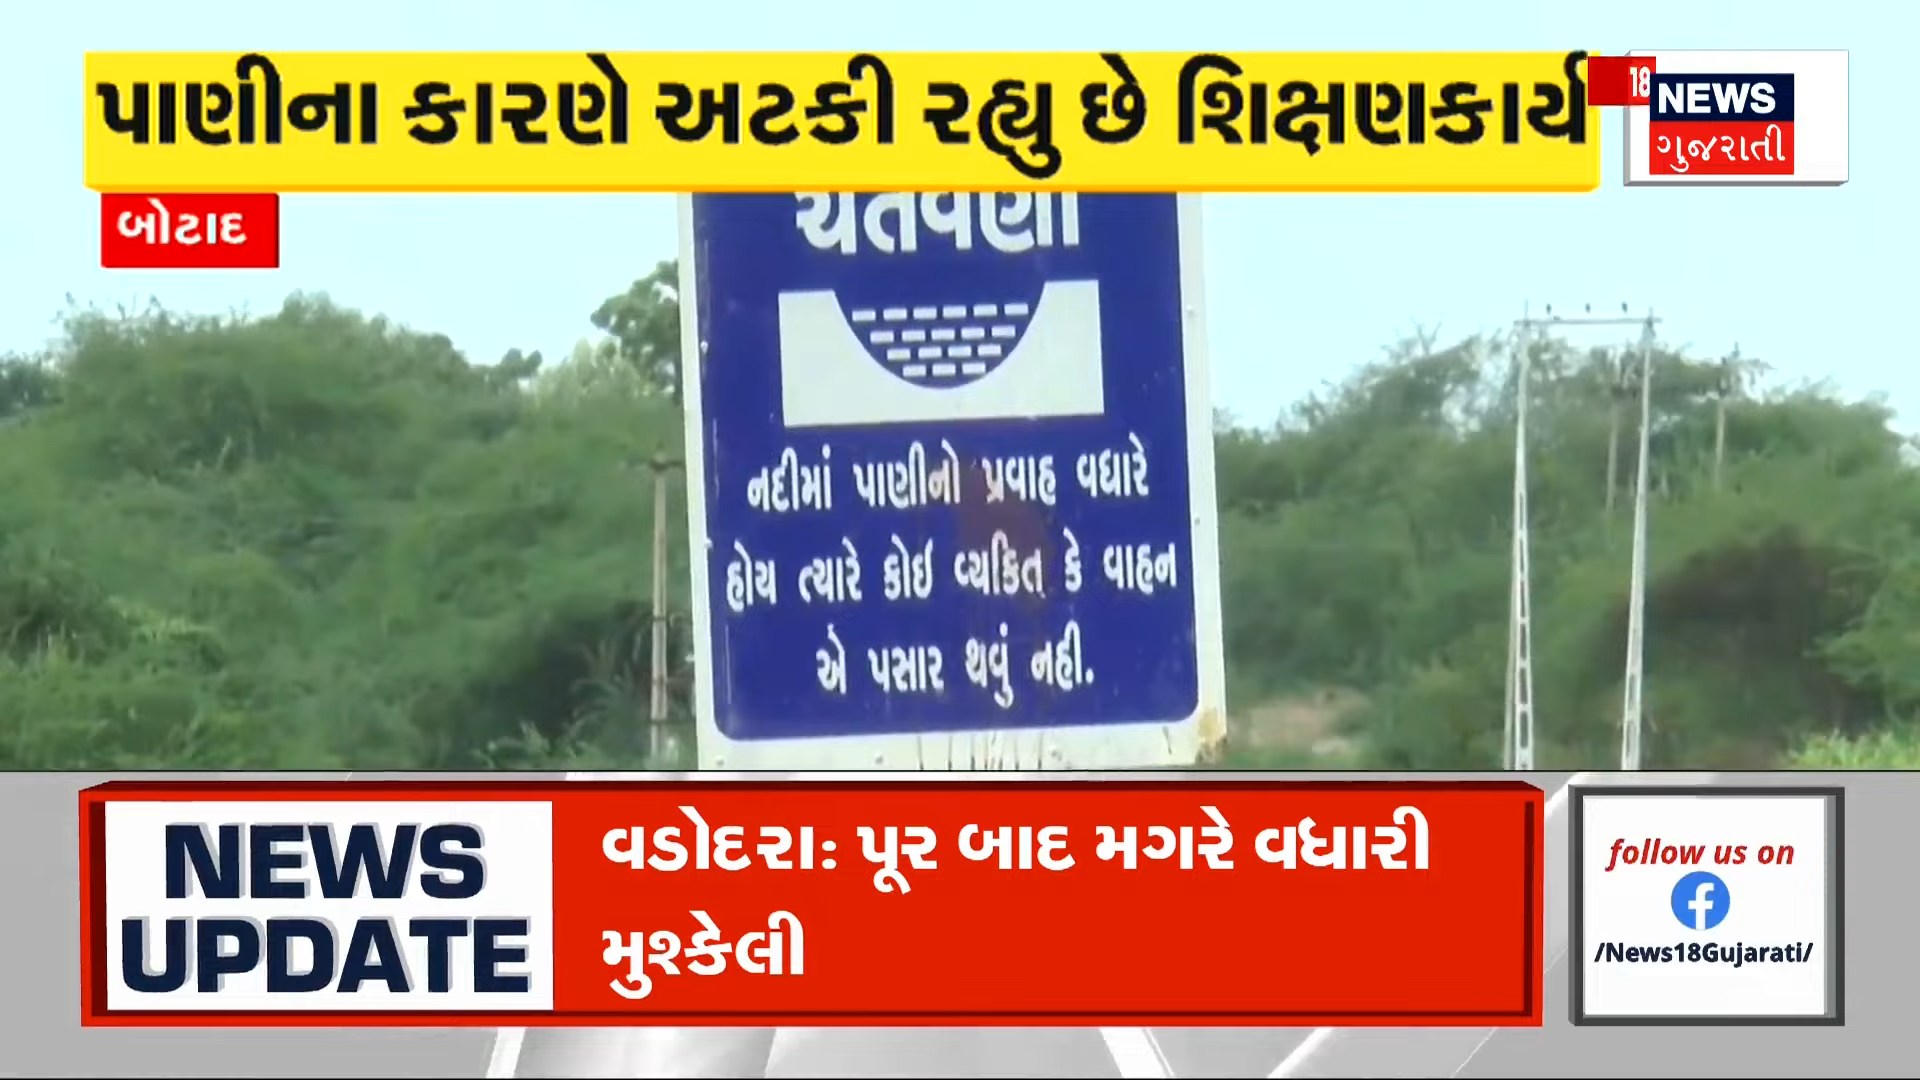 પાણીના કારણે અટકી રહ્યુ છે શિક્ષણકાર્ય
18
NEWS
ગુજરાતી
બોટાદ
ચેતવણી
નદીમાં પાણીનો પ્રવાહ વધારે
હોય ત્યારે કોઈ વ્યકિત કે વાહન
એ પસાર થવું નહી.
NEWS
UPDATE
વડોદરા: પૂર બાદ મગરે વધારી
મુશ્કેલી
follow us on
/News18Gujarati/